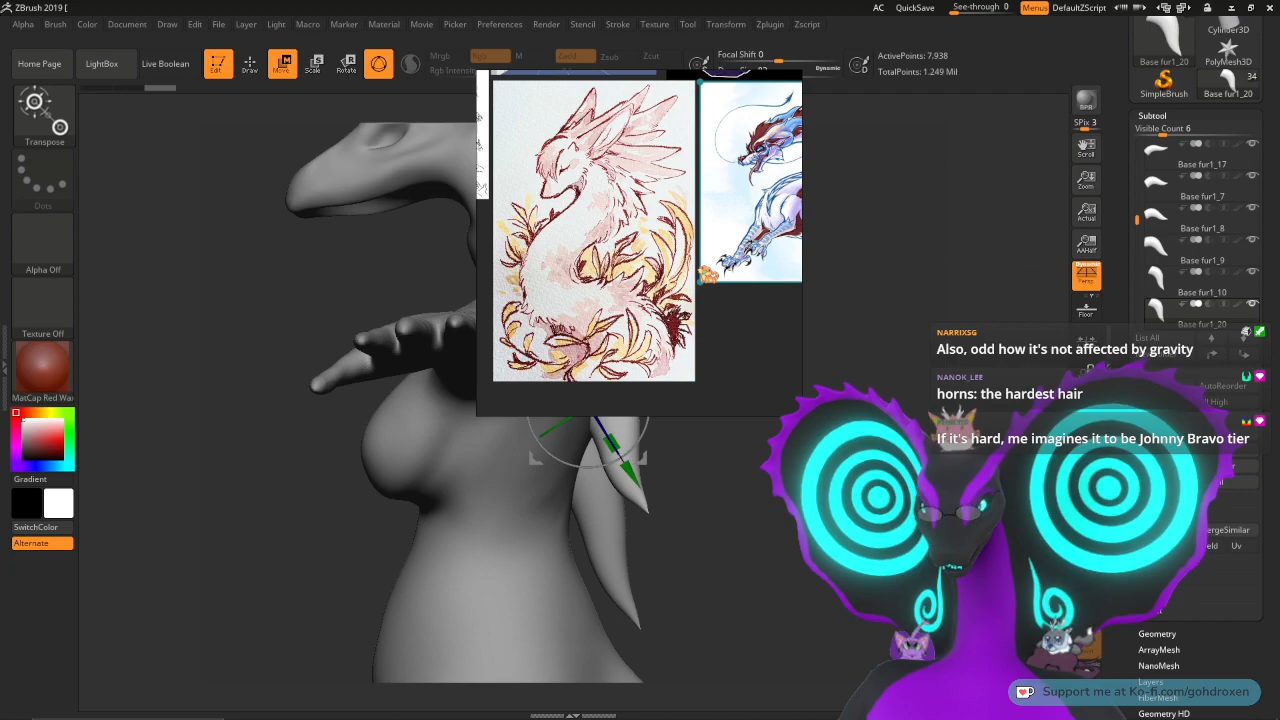 ZBrush 2019 [
AC QuickSave See-through 0 Menus DefaultZScript
Alpha Brush Color Document Draw Edit File Layer Light Macro Marker Material Movie Picker Preferences Render Stencil Stroke Texture Tool Transform Zplugin Zscript
Home Page LightBox Live Boolean Edit Draw Move Scale Rotate
Mrgb Rgb M Zadd Zsub Zcut
Rgb Intensity
Focal Shift 0
Dynamic
ActivePoints: 7,938
TotalPoints: 1.249 Mil
Transpose
Dots
Alpha Off
Texture Off
MatCap Red Wax
Gradient
SwitchColor
Alternate
Cylinder3D
Base fur1_20 PolyMesh3D
34
SimpleBrush Base fur1_20
BPR
SPix 3
Scroll
Zoom
Actual
AAHalf
Dynamic
Persp
Floor
Subtool
Visible Count 6
Base fur1_17
Base fur1_7
Base fur1_8
Base fur1_9
Base fur1_10
Base fur1_20
List All
AutoReorder
NARRIXSG
Also, odd how it's not affected by gravity
NANOK_LEE
horns: the hardest hair
If it's hard, me imagines it to be Johnny Bravo tier
ergeSimilar
eld Uv
Geometry
ArrayMesh
NanoMesh
Layers
FiberMesh
Geometry HD
Support me at Ko-fi.com/gohdroxen